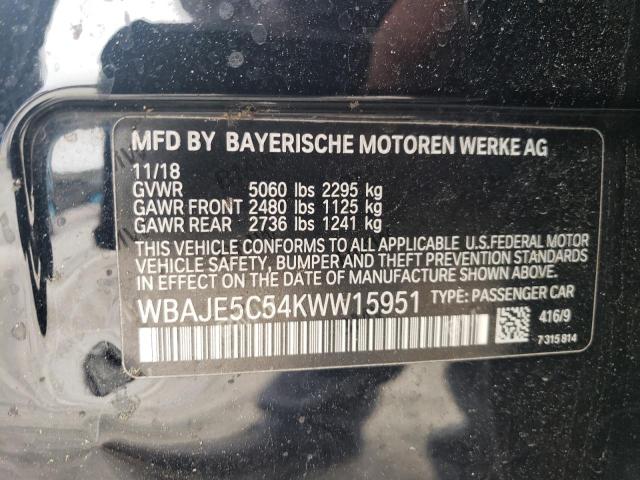 MFD BY BAYERISCHE MOTOREN WERKE AG
11/18
GVWR 5060 lbs 2295 kg
GAWR FRONT 2480 lbs 1125 kg
GAWR REAR 2736 lbs 1241 kg
THIS VEHICLE CONFORMS TO ALL APPLICABLE U.S.FEDERAL MOTOR
VEHICLE SAFETY, BUMPER AND THEFT PREVENTION STANDARDS IN
EFFECT ON THE DATE OF MANUFACTURE SHOWN ABOVE.
WBAJE5C54KWW15951 TYPE: PASSENGER CAR
416/9
7315814